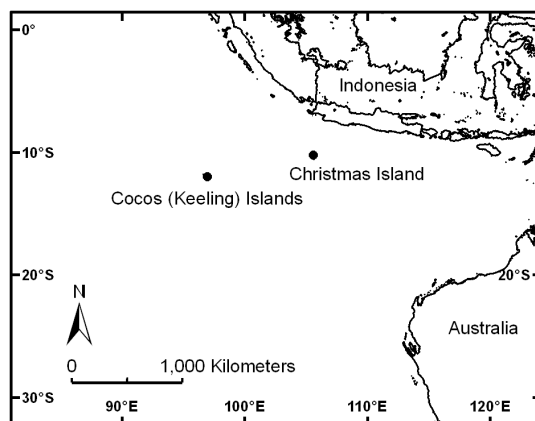 0°
Indonesia
10°S
Christmas Island
Cocos (Keeling) Islands
20°S 20°S
N
Australia
0 1,000 Kilometers
30°S
90°E 100°E 110°E 120°E